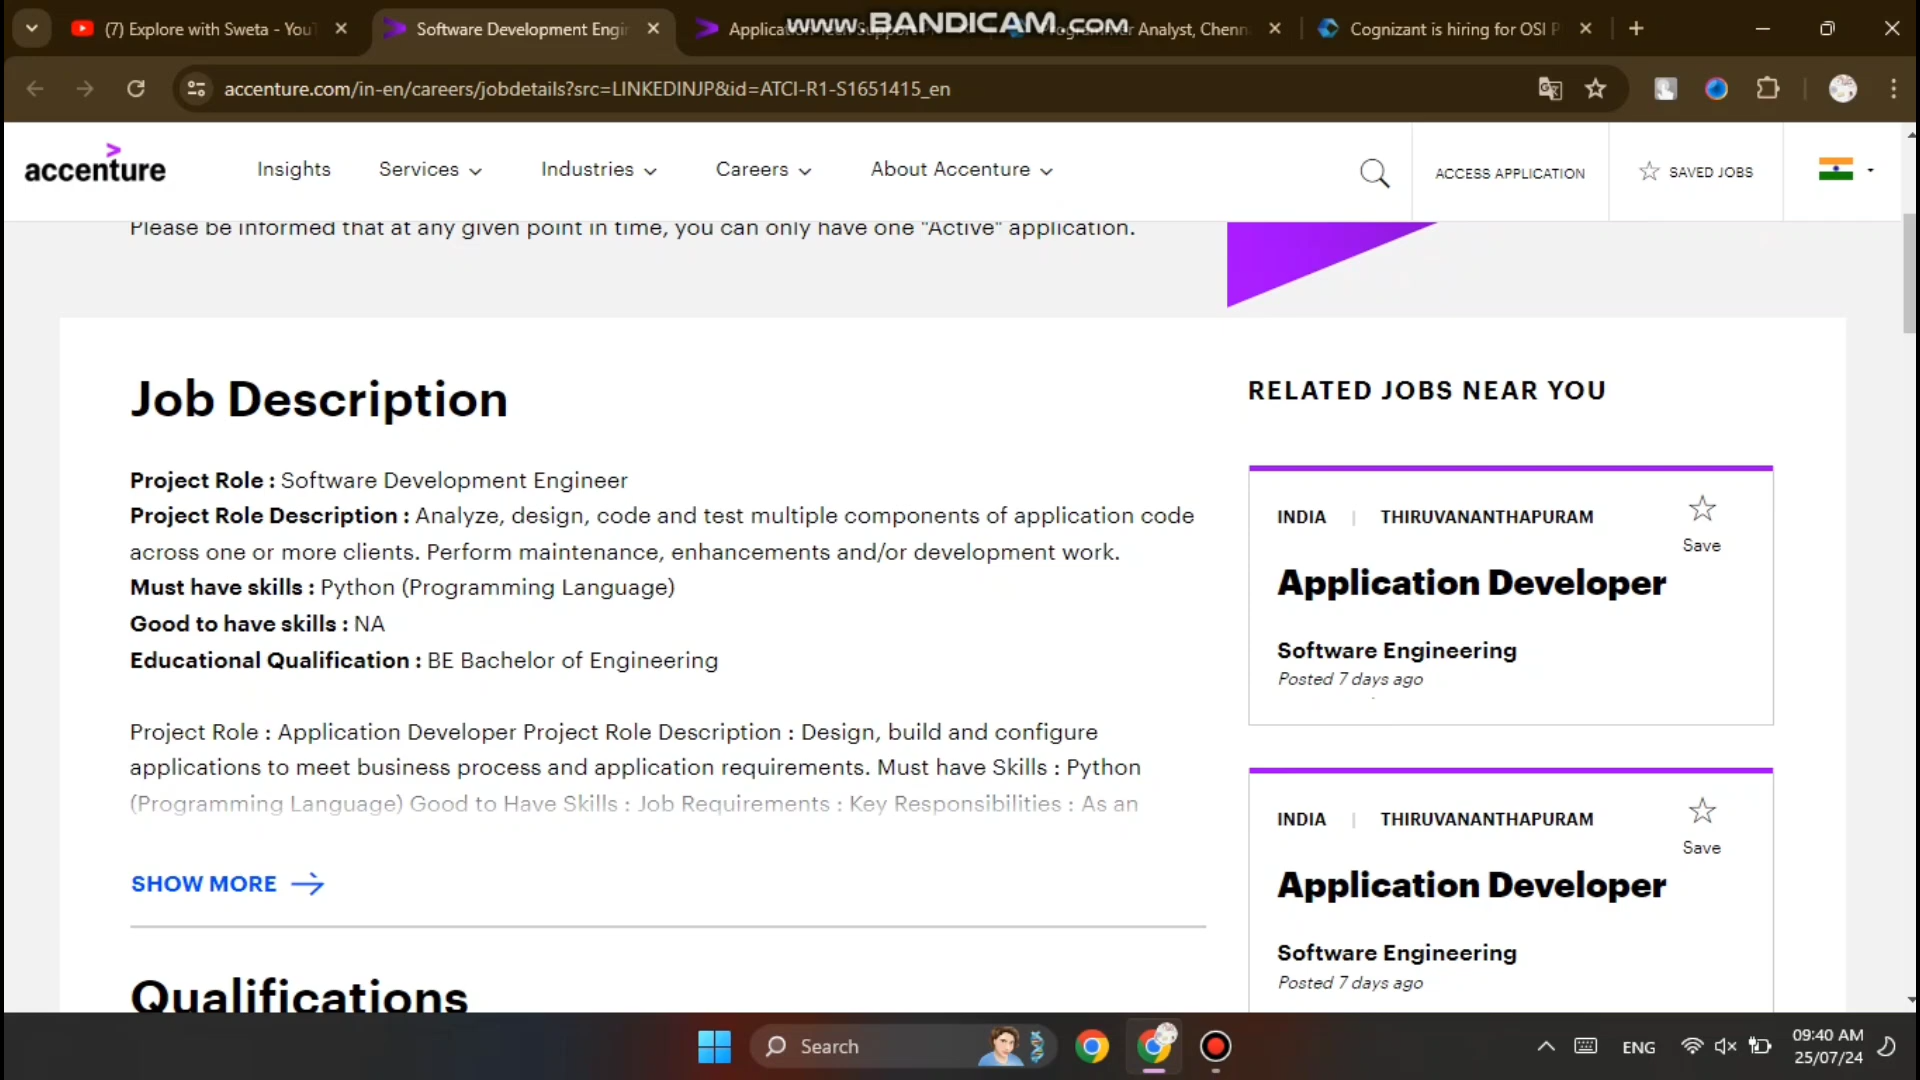 www.BANDICAM.com
(7) Explore with Sweta - You
Software Development Engi
Analyst, Chenn
Cognizant is hiring for OSI P
accenture.com/in-en/careers/jobdetails?src=LINKEDINJP&id=ATCI-R1-S1651415_en
accenture
Insights
Services
Industries
Careers
About Accenture
ACCESS APPLICATION
SAVED JOBS
Please be informed that at any given point in time, you can only have one "Active" application.
Job Description
Project Role : Software Development Engineer
Project Role Description : Analyze, design, code and test multiple components of application code
across one or more clients. Perform maintenance, enhancements and/or development work.
Must have skills : Python (Programming Language)
Good to have skills : NA
Educational Qualification : BE Bachelor of Engineering
Project Role : Application Developer Project Role Description : Design, build and configure
applications to meet business process and application requirements. Must have Skills : Python
(Programming Language) Good to Have Skills : Job Requirements : Key Responsibilities : As an
SHOW MORE
Qualifications
RELATED JOBS NEAR YOU
INDIA | THIRUVANANTHAPURAM
Save
Application Developer
Software Engineering
Posted 7 days ago
INDIA | THIRUVANANTHAPURAM
Save
Application Developer
Software Engineering
Posted 7 days ago
Search
ENG
09:40 AM
25/07/24